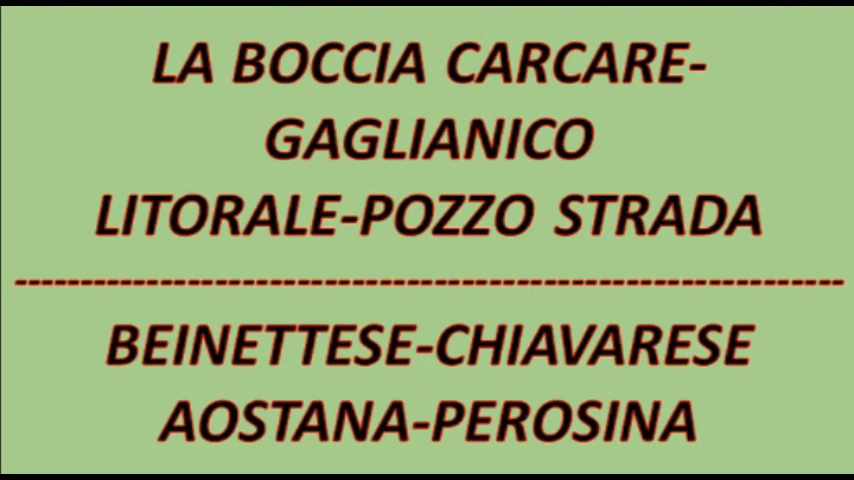 LA BOCCIA CARCARE-
GAGLIANICO
LITORALE-POZZO STRADA
---------------------------------------------------------------
BEINETTESE-CHIAVARESE
AOSTANA-PEROSINA